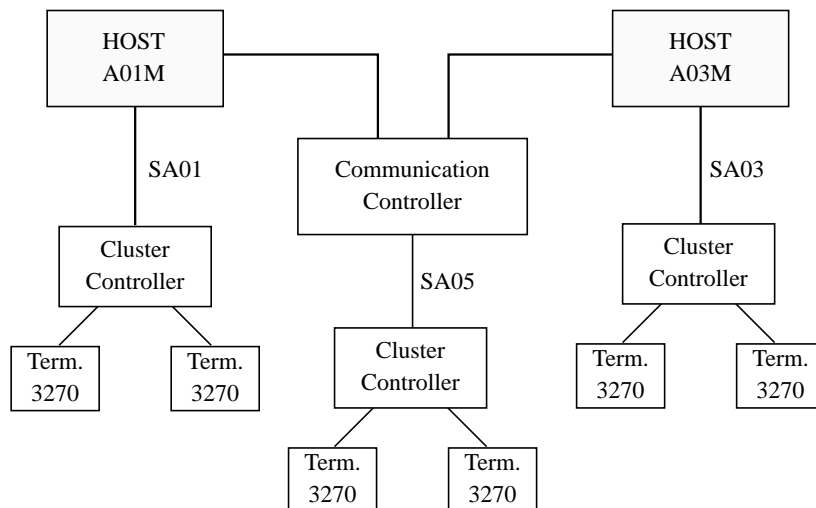 HOST
A01M
HOST
A03M
SA01
Communication
Controller
SA03
Cluster
Controller
Cluster
Controller
SA05
Term.
3270
Term.
3270
Cluster
Controller
Term.
3270
Term.
3270
Term.
3270
Term.
3270